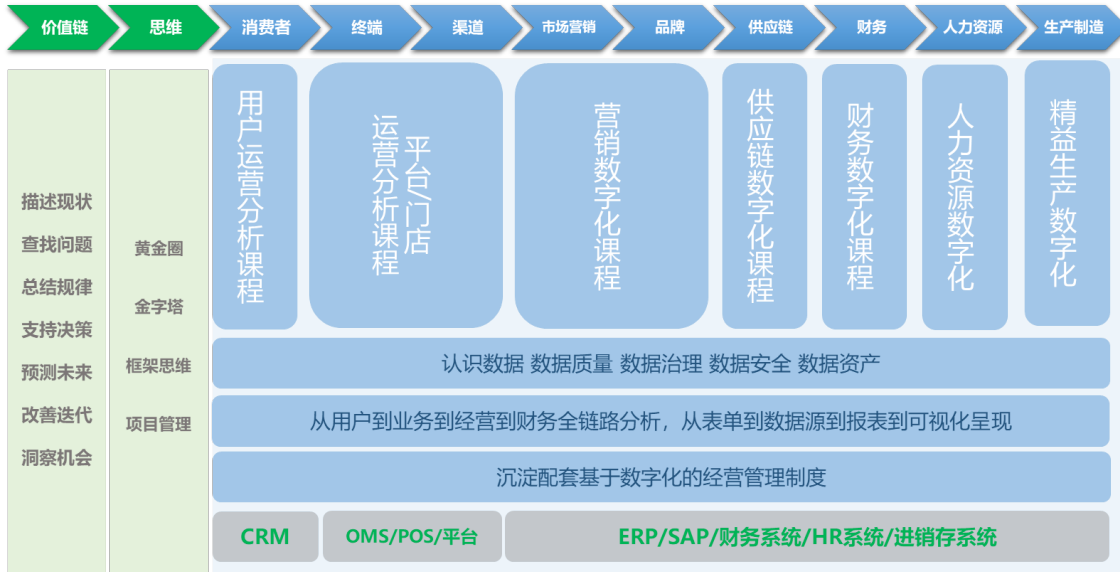 价值链
思维
消费者
终端
渠道
市场营销
品牌
供应链
财务
人力资源
生产制造
描述现状
查找问题
总结规律
支持决策
预测未来
改善迭代
洞察机会
黄金圈
金字塔
框架思维
项目管理
用户运营分析课程
平台/门店
运营分析课程
营销数字化课程
供应链数字化课程
财务数字化课程
人力资源数字化
精益生产数字化
认识数据 数据质量 数据治理 数据安全 数据资产
从用户到业务到经营到财务全链路分析，从表单到数据源到报表到可视化呈现
沉淀配套基于数字化的经营管理制度
CRM
OMS/POS/平台
ERP/SAP/财务系统/HR系统/进销存系统